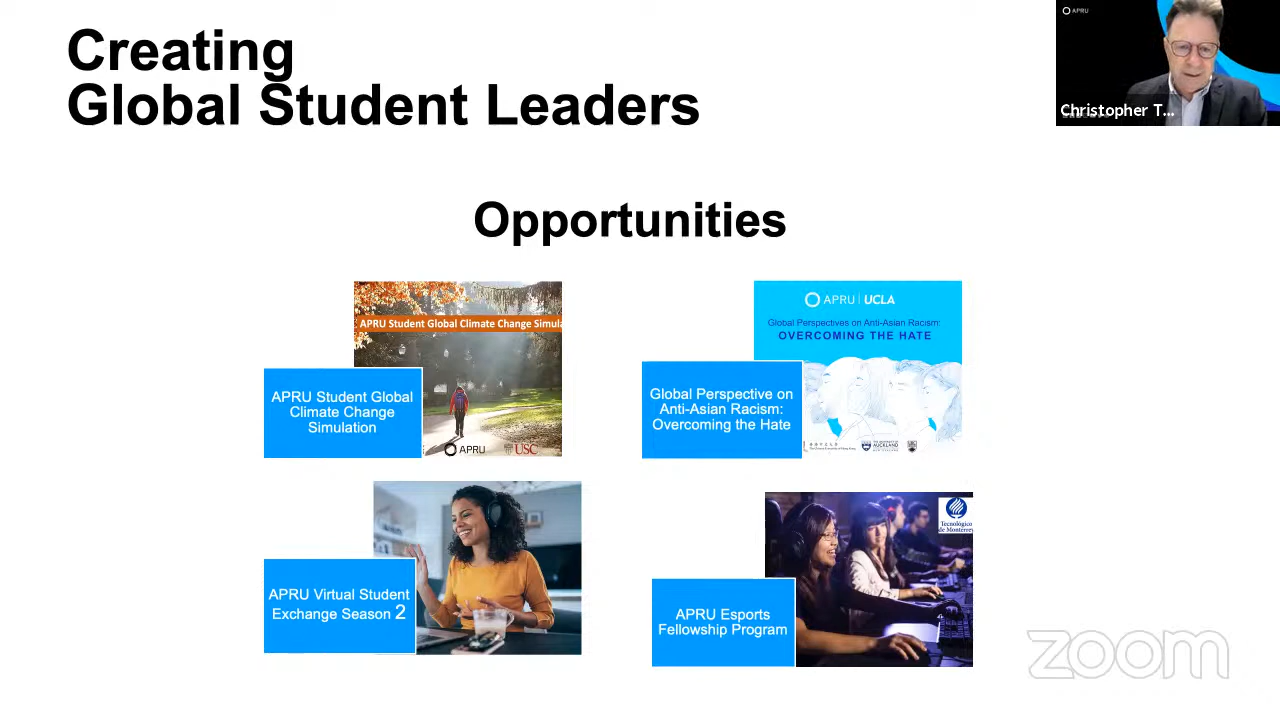 Creating
Global Student Leaders
APRU
Christopher T...
Opportunities
APRU Student Global Climate Change Simula
APRU Student Global
Climate Change
Simulation
APRU
USC
APRU | UCLA
Global Perspectives on Anti-Asian Racism:
OVERCOMING THE HATE
Global Perspective on
Anti-Asian Racism:
Overcoming the Hate
AUCKLAND
APRU Virtual Student
Exchange Season 2
Tecnológico
de Monterrey
APRU Esports
Fellowship Program
zoom